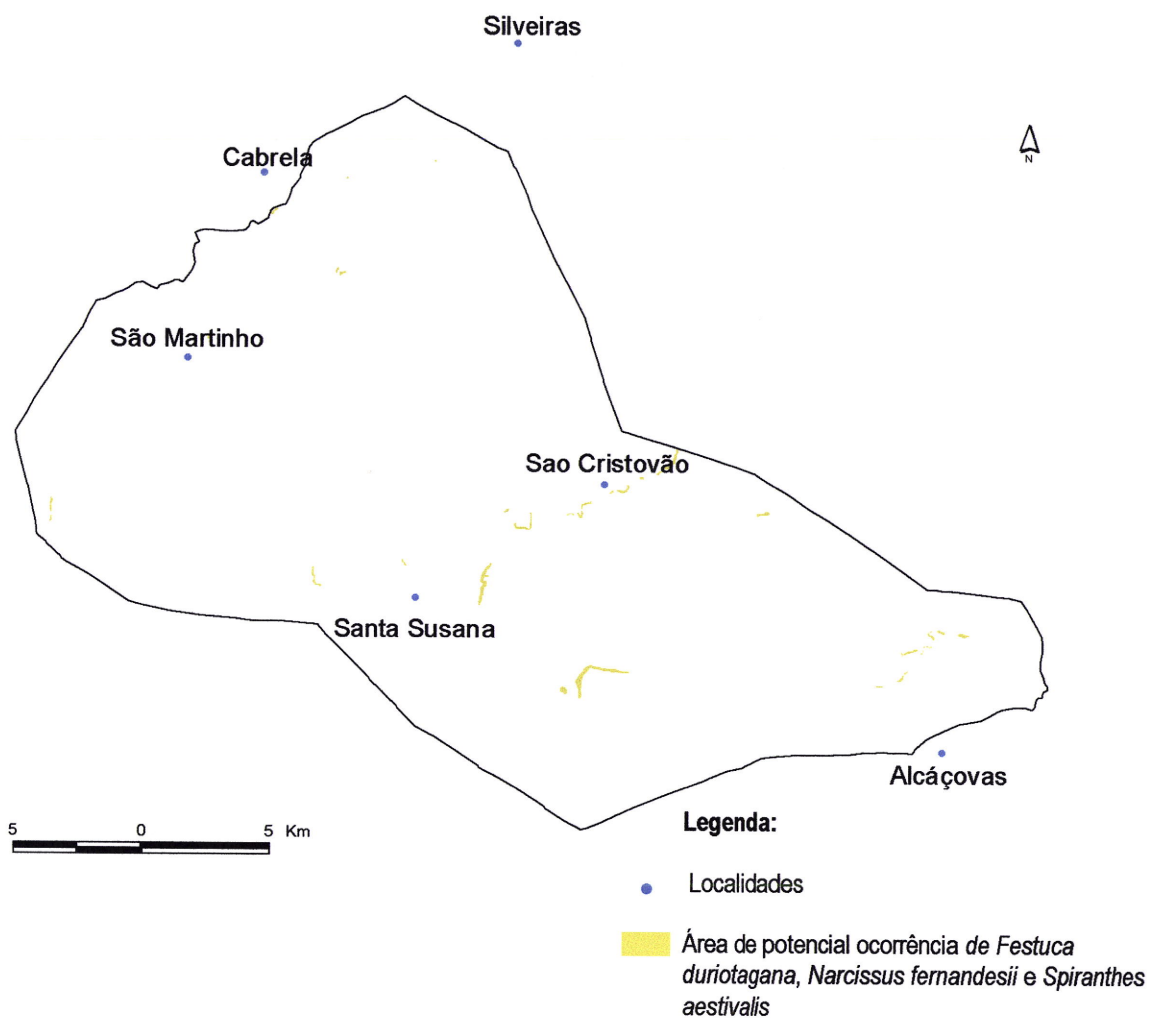 Silveiras
Cabrela
N
São Martinho
Sao Cristovão
Santa Susana
Alcáçovas
5 0 5 Km
Legenda:
Localidades
Área de potencial ocorrência de Festuca
duriotagana, Narcissus fernandesii e Spiranthes
aestivalis